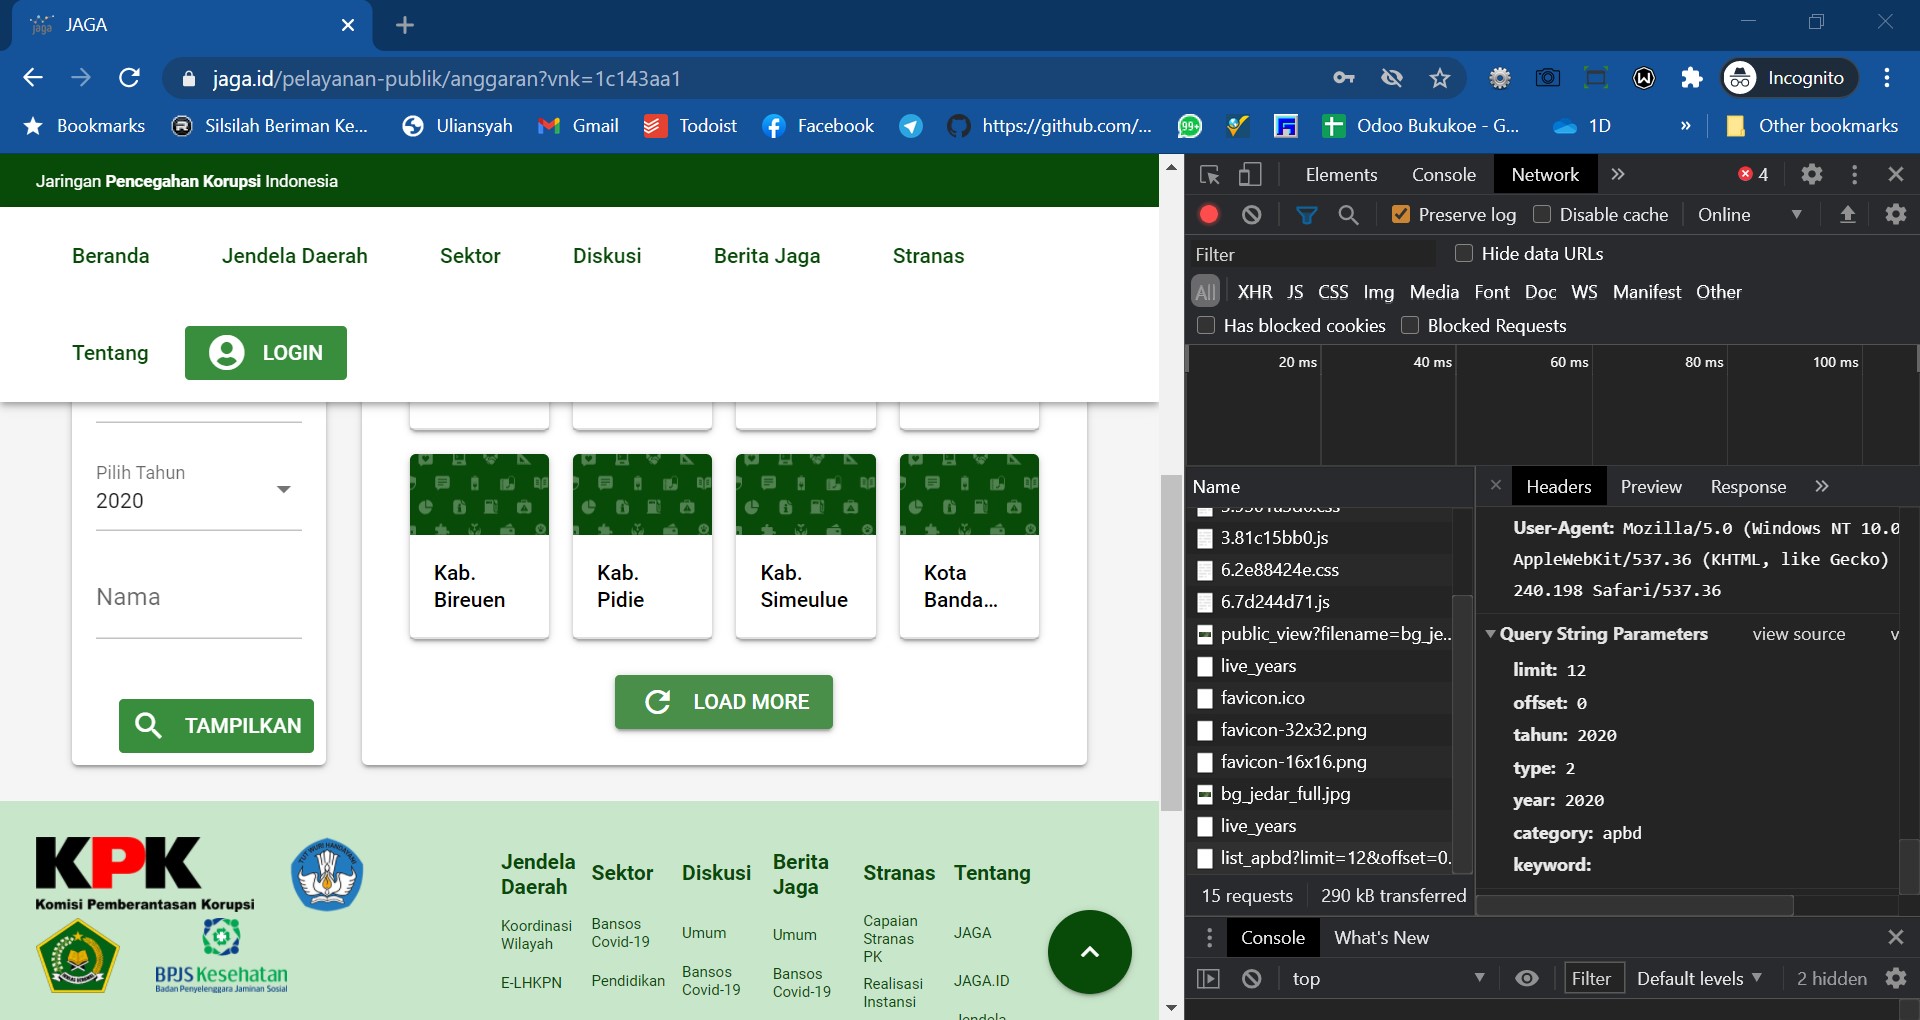 JAGA
jaga.id/pelayanan-publik/anggaran?vnk=1c143aa1
Incognito
Bookmarks
Silsilah Beriman Ke...
Uliansyah
Gmail
Todoist
Facebook
https://github.com/...
99+
Odoo Bukukoe - G...
1D
»
Other bookmarks
Jaringan Pencegahan Korupsi Indonesia
Beranda
Jendela Daerah
Sektor
Diskusi
Berita Jaga
Stranas
Tentang
LOGIN
Pilih Tahun
2020
Nama
TAMPILKAN
Kab.
Bireuen
Kab.
Pidie
Kab.
Simeulue
Kota
Banda...
LOAD MORE
KPK
Komisi Pemberantasan Korupsi
TUT WURI HANDAYANI
BPJS Kesehatan
Badan Penyelenggara Jaminan Sosial
Jendela
Daerah
Koordinasi
Wilayah
E-LHKPN
Sektor
Bansos
Covid-19
Pendidikan
Diskusi
Umum
Bansos
Covid-19
Berita
Jaga
Umum
Bansos
Covid-19
Stranas
Capaian
Stranas
PK
Realisasi
Instansi
Tentang
JAGA
JAGA.ID
Jendela
Elements
Console
Network
»
4
Preserve log
Disable cache
Online
Filter
Hide data URLs
All
XHR
JS
CSS
Img
Media
Font
Doc
WS
Manifest
Other
Has blocked cookies
Blocked Requests
20 ms
40 ms
60 ms
80 ms
100 ms
Name
3.81c15bb0.js
6.2e88424e.css
6.7d244d71.js
public_view?filename=bg_je..
live_years
favicon.ico
favicon-32x32.png
favicon-16x16.png
bg_jedar_full.jpg
live_years
list_apbd?limit=12&offset=0.
15 requests
290 kB transferred
Headers
Preview
Response
»
User-Agent: Mozilla/5.0 (Windows NT 10.0
AppleWebKit/537.36 (KHTML, like Gecko)
240.198 Safari/537.36
Query String Parameters
view source
v
limit: 12
offset: 0
tahun: 2020
type: 2
year: 2020
category: apbd
keyword:
Console
What's New
top
Filter
Default levels
2 hidden